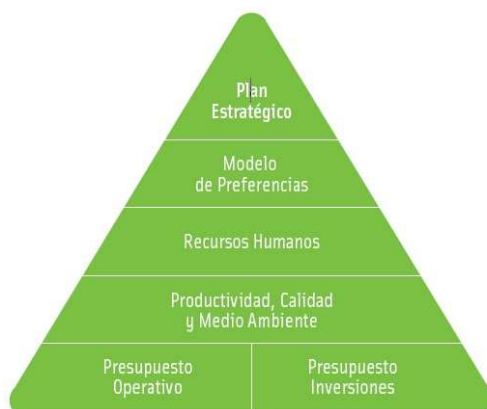 Plan
Estratégico
Modelo
de Preferencias
Recursos Humanos
Productividad, Calidad
y Medio Ambiente
Presupuesto
Operativo
Presupuesto
Inversiones